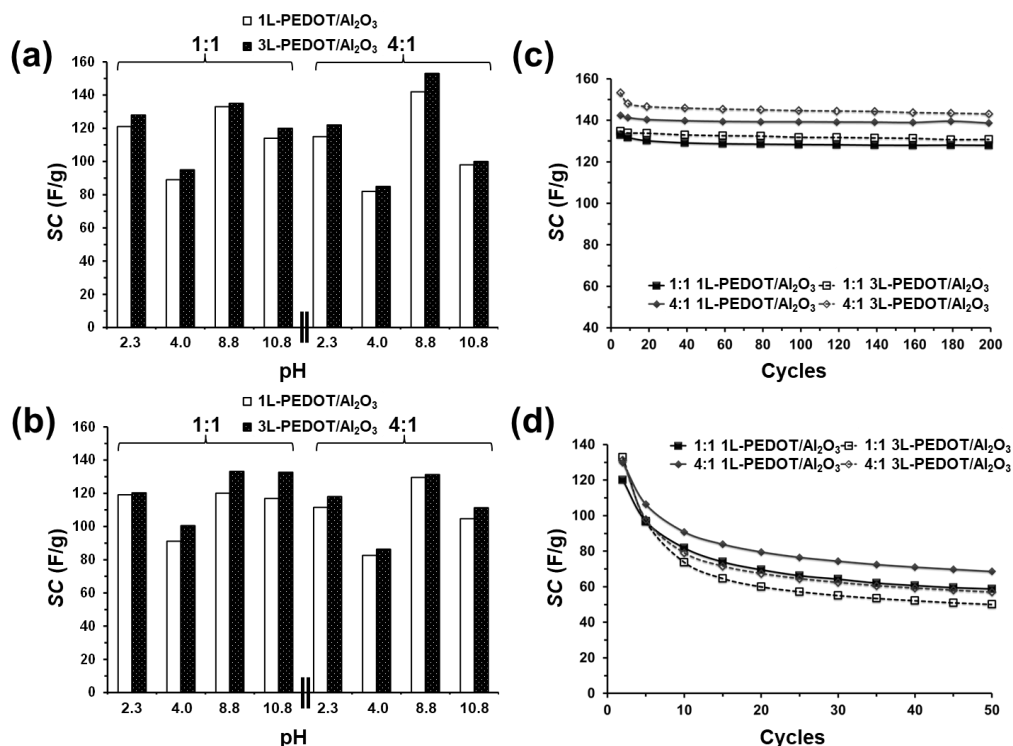 (a)
1L-PEDOT/Al₂O₃
3L-PEDOT/Al₂O₃
1:1
4:1
160
140
120
100
80
60
40
20
0
SC (F/g)
2.3 4.0 8.8 10.8 2.3 4.0 8.8 10.8
pH
(c)
160
140
120
100
80
60
40
SC (F/g)
1:1 1L-PEDOT/Al₂O₃ 1:1 3L-PEDOT/Al₂O₃
4:1 1L-PEDOT/Al₂O₃ 4:1 3L-PEDOT/Al₂O₃
0 20 40 60 80 100 120 140 160 180 200
Cycles
(b)
1L-PEDOT/Al₂O₃
3L-PEDOT/Al₂O₃
1:1
4:1
160
140
120
100
80
60
40
20
0
SC (F/g)
2.3 4.0 8.8 10.8 2.3 4.0 8.8 10.8
pH
(d)
1:1 1L-PEDOT/Al₂O₃ 1:1 3L-PEDOT/Al₂O₃
4:1 1L-PEDOT/Al₂O₃ 4:1 3L-PEDOT/Al₂O₃
140
120
100
80
60
40
20
0
SC (F/g)
0 10 20 30 40 50
Cycles